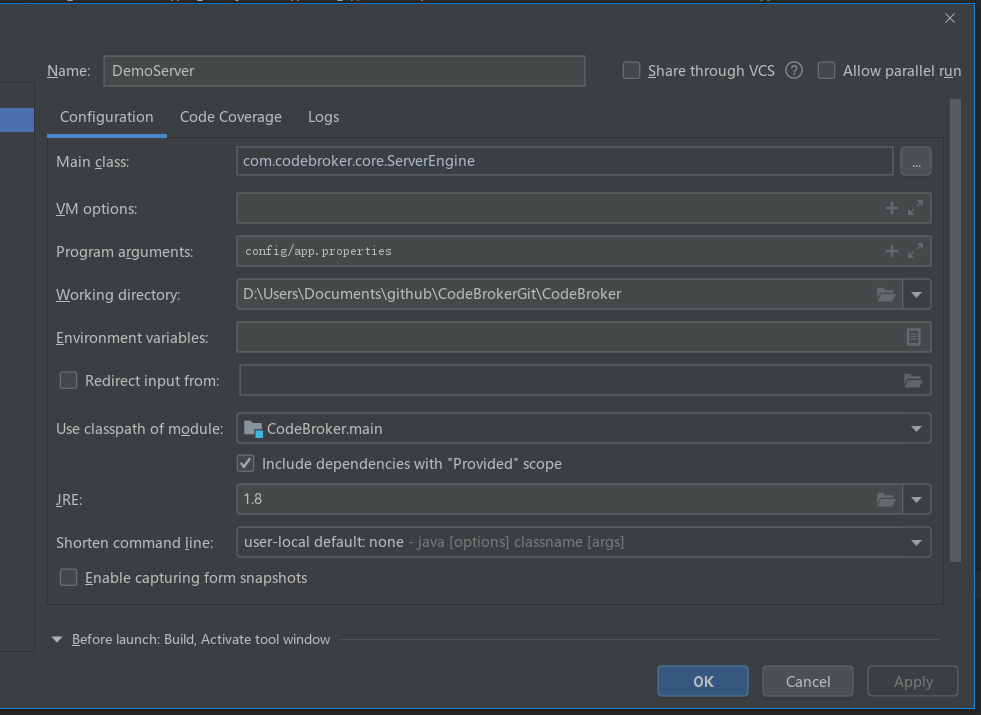 Name: DemoServer Share through VCS ? Allow parallel run
Configuration Code Coverage Logs
Main class: com.codebroker.core.ServerEngine ...
VM options:
Program arguments: config/app.properties
Working directory: D:\Users\Documents\github\CodeBrokerGit\CodeBroker
Environment variables:
Redirect input from:
Use classpath of module: CodeBroker.main
Include dependencies with "Provided" scope
JRE: 1.8
Shorten command line: user-local default: none - java [options] classname [args]
Enable capturing form snapshots
Before launch: Build, Activate tool window
OK Cancel Apply